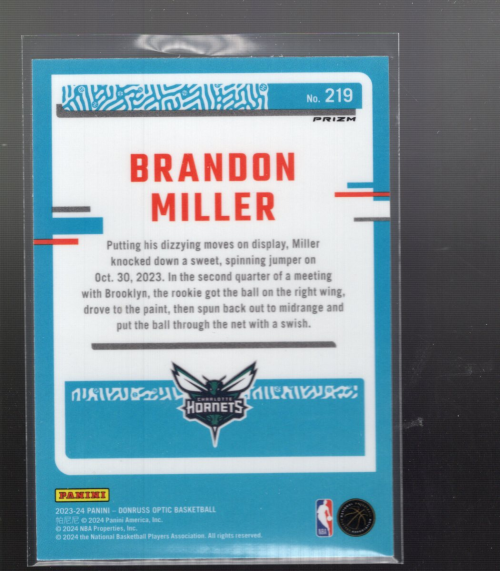 No. 219
PRIZM
BRANDON
MILLER
Putting his dizzying moves on display, Miller
knocked down a sweet, spinning jumper on
Oct. 30, 2023. In the second quarter of a meeting
with Brooklyn, the rookie got the ball on the right wing,
drove to the paint, then spun back out to midrange and
put the ball through the net with a swish.
CHARLOTTE
HORNETS
PANINI
2023-24 PANINI – DONRUSS OPTIC BASKETBALL
帕尼尼 © 2024 Panini America, Inc.
© 2024 NBA Properties, Inc.
© 2024 the National Basketball Players Association. All rights reserved.